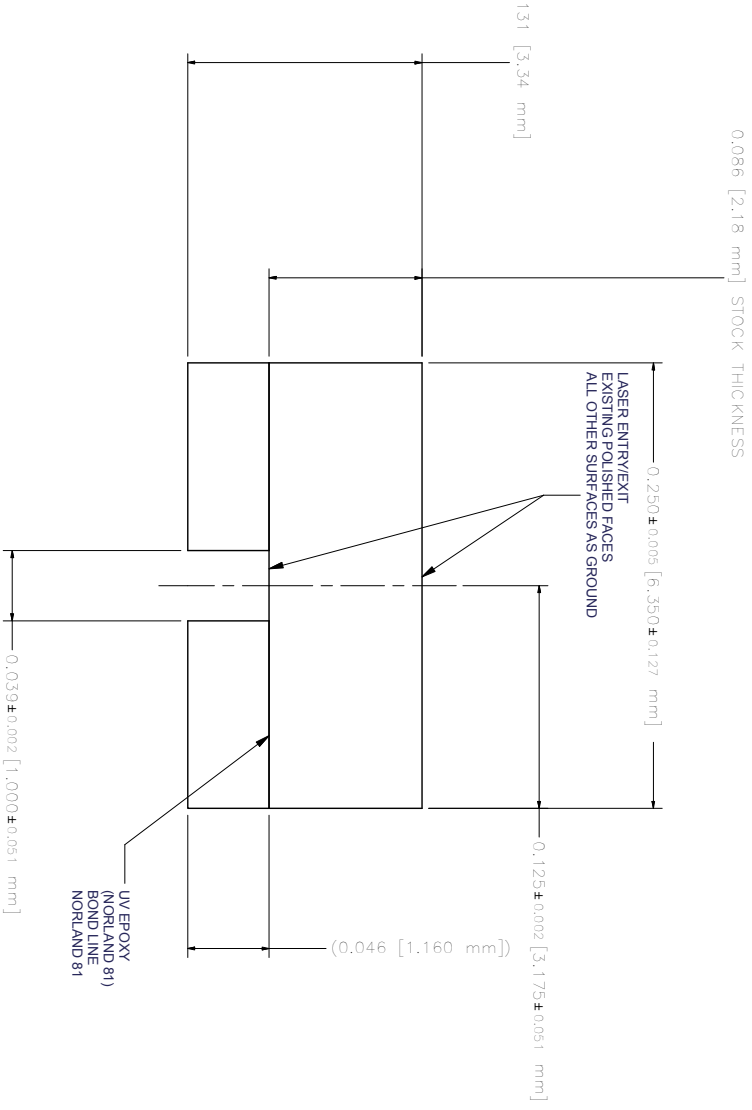 131 [3.34 mm]
0.086 [2.18 mm] STOCK THICKNESS
0.250±0.005 [6.350±0.127 mm]
LASER ENTRY/EXIT
EXISTING POLISHED FACES
ALL OTHER SURFACES AS GROUND
0.125±0.002 [3.175±0.051 mm]
(0.046 [1.160 mm])
UV EPOXY
(NORLAND 81)
BOND LINE
NORLAND 81
0.039±0.002 [1.000±0.051 mm]